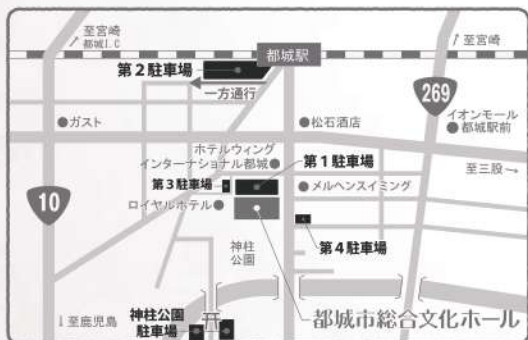 至宮崎
都城I.C
至宮崎
都城駅
第2駐車場
一方通行
269
ガスト
松石酒店
イオンモール
都城駅前
ホテルウィング
インターナショナル都城
第1駐車場
至三股→
第3駐車場
メルヘンスイミング
10
ロイヤルホテル
第4駐車場
神柱
公園
至鹿児島
神柱公園
駐車場
都城市総合文化ホール